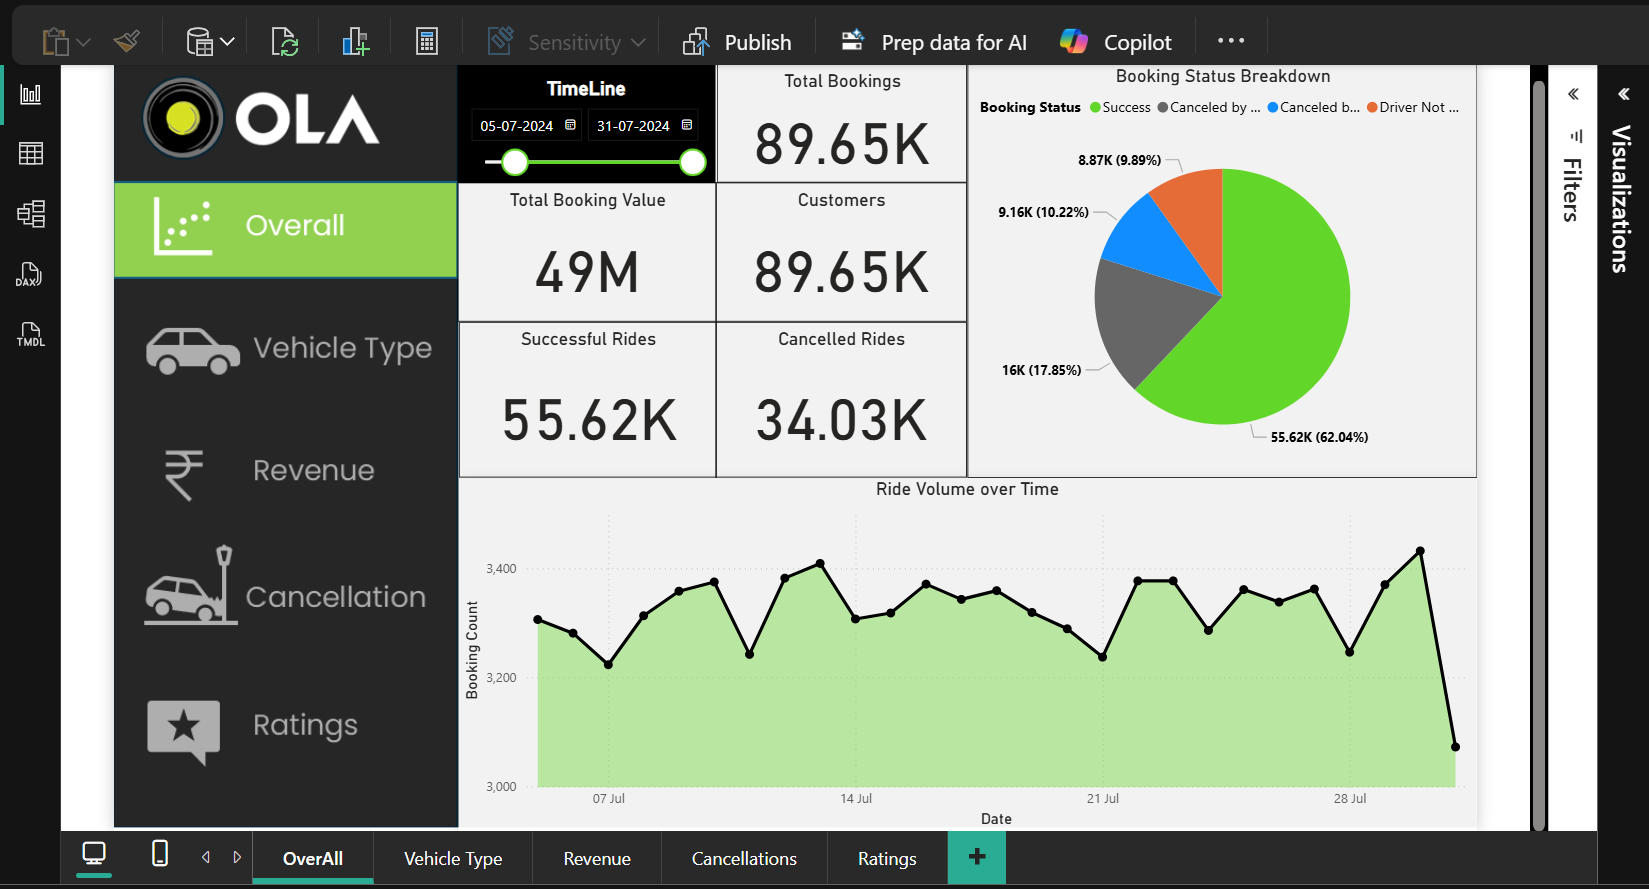 Sensitivity
Publish
Prep data for AI
Copilot
OLA
Overall
Vehicle Type
Revenue
Cancellation
Ratings
TimeLine
05-07-2024
31-07-2024
Total Bookings
89.65K
Total Booking Value
49M
Customers
89.65K
Successful Rides
55.62K
Cancelled Rides
34.03K
Booking Status Breakdown
Booking Status Success Canceled by ... Canceled b... Driver Not ...
8.87K (9.89%)
9.16K (10.22%)
16K (17.85%)
55.62K (62.04%)
Ride Volume over Time
Booking Count
3,400
3,200
3,000
07 Jul
14 Jul
21 Jul
28 Jul
Date
Filters
Visualizations
DAX
TMDL
OverAll
Vehicle Type
Revenue
Cancellations
Ratings